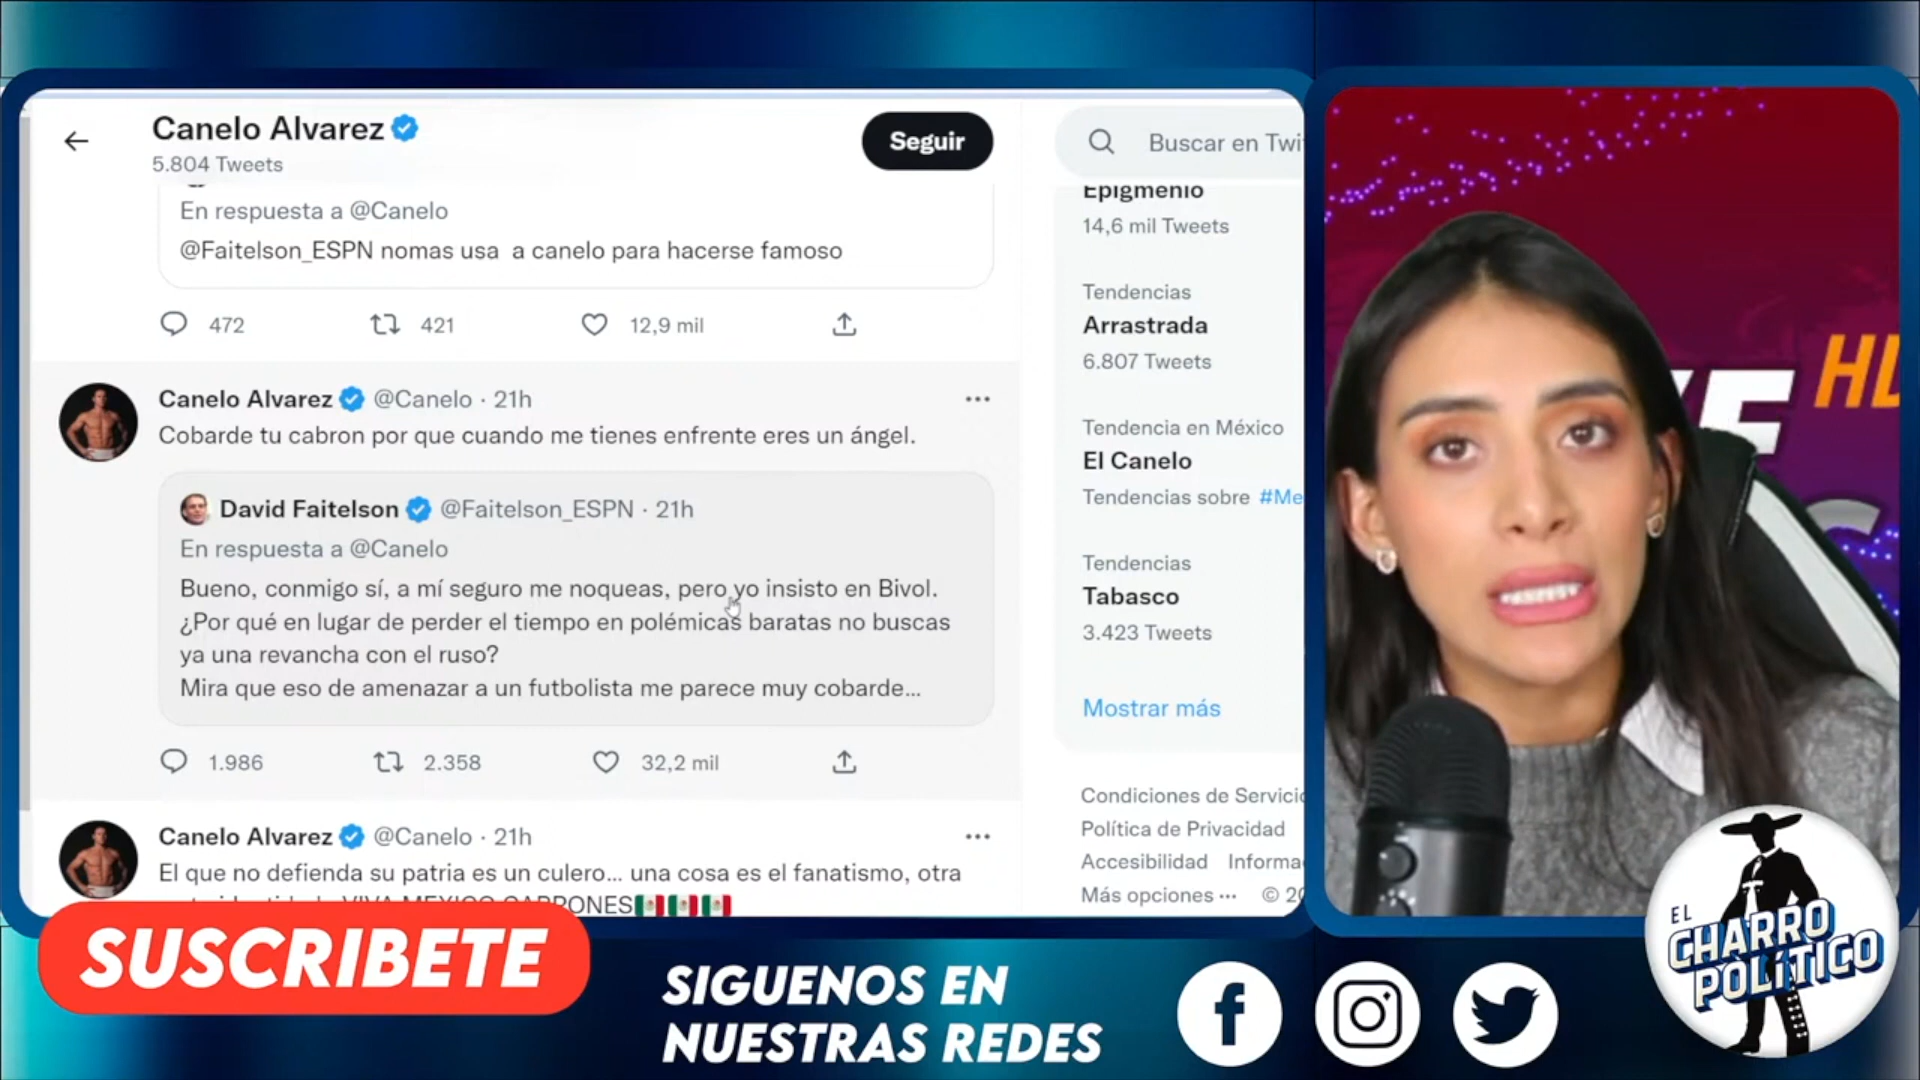 Canelo Alvarez
5.804 Tweets
Seguir
En respuesta a @Canelo
@Faitelson_ESPN nomas usa a canelo para hacerse famoso
472 421 12,9 mil
Canelo Alvarez @Canelo · 21h
Cobarde tu cabron por que cuando me tienes enfrente eres un ángel.
David Faitelson @Faitelson_ESPN · 21h
En respuesta a @Canelo
Bueno, conmigo sí, a mí seguro me noqueas, pero yo insisto en Bivol.
¿Por qué en lugar de perder el tiempo en polémicas baratas no buscas
ya una revancha con el ruso?
Mira que eso de amenazar a un futbolista me parece muy cobarde...
1.986 2.358 32,2 mil
Canelo Alvarez @Canelo · 21h
El que no defienda su patria es un culero... una cosa es el fanatismo, otra
VIVA MEXICO CABRONES
Buscar en Twi
Epigmenio
14,6 mil Tweets
Tendencias
Arrastrada
6.807 Tweets
Tendencia en México
El Canelo
Tendencias sobre #Me
Tendencias
Tabasco
3.423 Tweets
Mostrar más
Condiciones de Servicio
Política de Privacidad
Accesibilidad Informa
Más opciones ··· © 20
HL
SUSCRIBETE
SIGUENOS EN
NUESTRAS REDES
EL
CHARRO
POLÍTICO